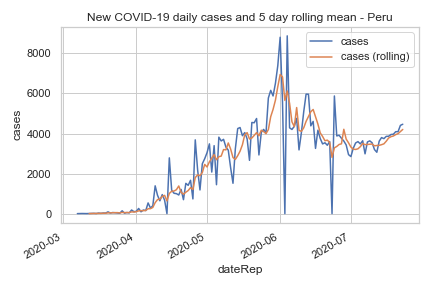 New COVID-19 daily cases and 5 day rolling mean - Peru
cases
cases (rolling)
8000
6000
4000
2000
0
cases
2020-03
2020-04
2020-05
2020-06
2020-07
dateRep